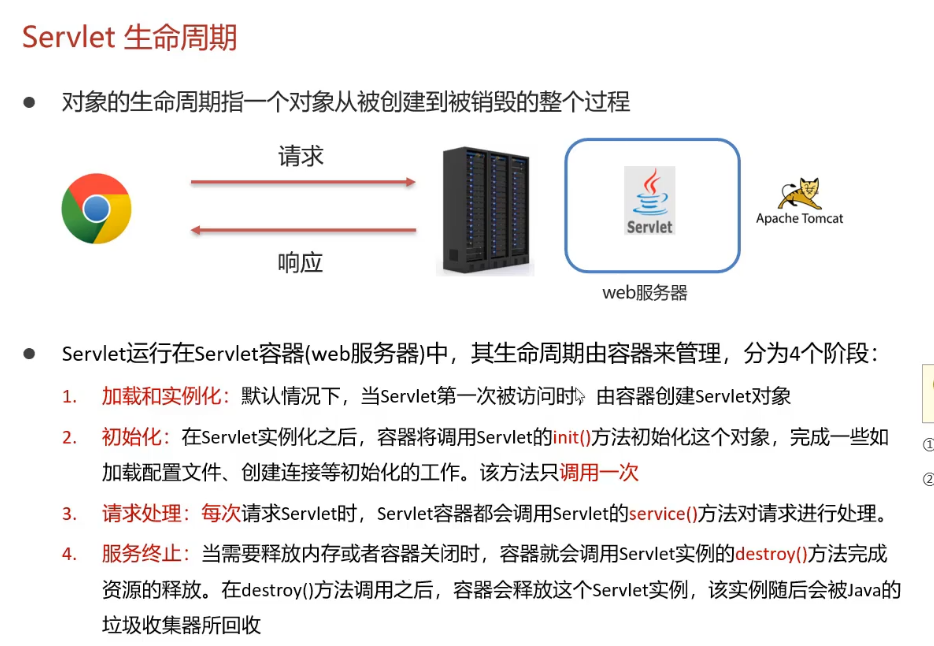 Servlet 生命周期
● 对象的生命周期指一个对象从被创建到被销毁的整个过程
请求
响应
Servlet
Apache Tomcat
web服务器
● Servlet运行在Servlet容器(web服务器)中，其生命周期由容器来管理，分为4个阶段：
1. 加载和实例化：默认情况下，当Servlet第一次被访问时，由容器创建Servlet对象
2. 初始化：在Servlet实例化之后，容器将调用Servlet的init()方法初始化这个对象，完成一些如
加载配置文件、创建连接等初始化的工作。该方法只调用一次
3. 请求处理：每次请求Servlet时，Servlet容器都会调用Servlet的service()方法对请求进行处理。
4. 服务终止：当需要释放内存或者容器关闭时，容器就会调用Servlet实例的destroy()方法完成
资源的释放。在destroy()方法调用之后，容器会释放这个Servlet实例，该实例随后会被Java的
垃圾收集器所回收
①
②